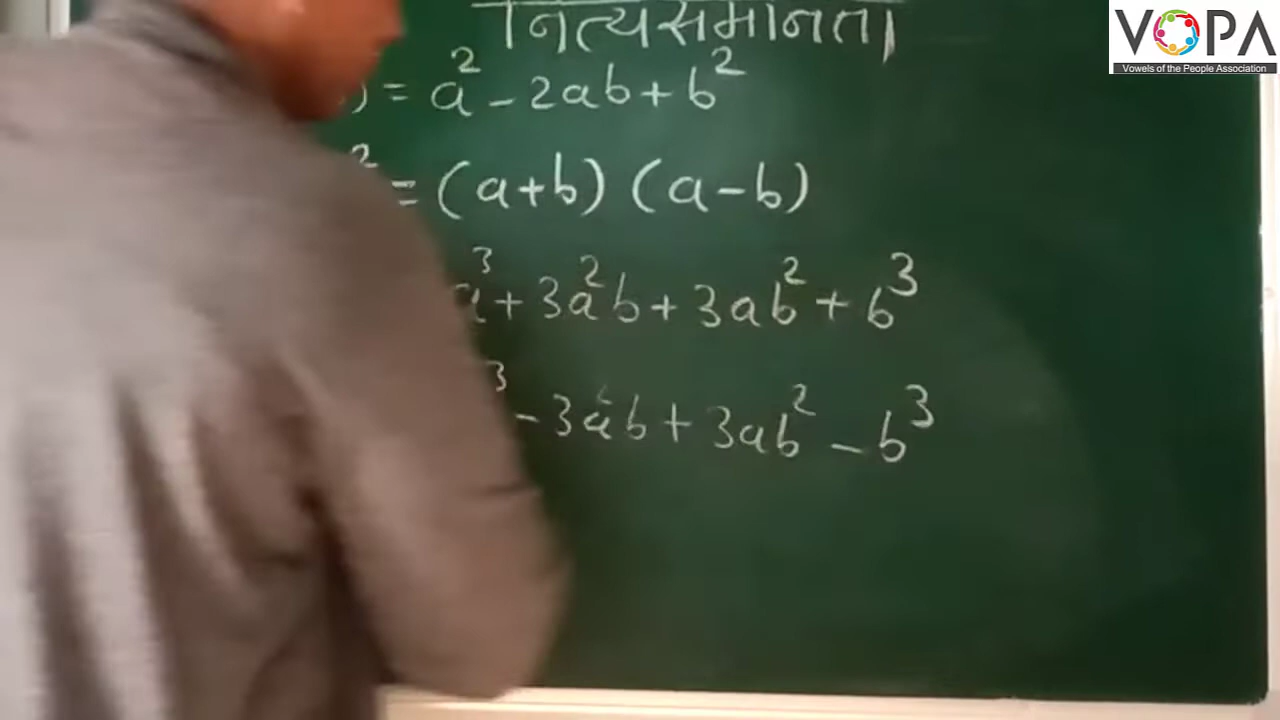 नित्यसमानता
VOPA
Vowels of the People Association
) = a² - 2ab + b²
² = (a+b) (a-b)
a³ + 3a²b + 3ab² + b³
³ - 3a²b + 3ab² - b³